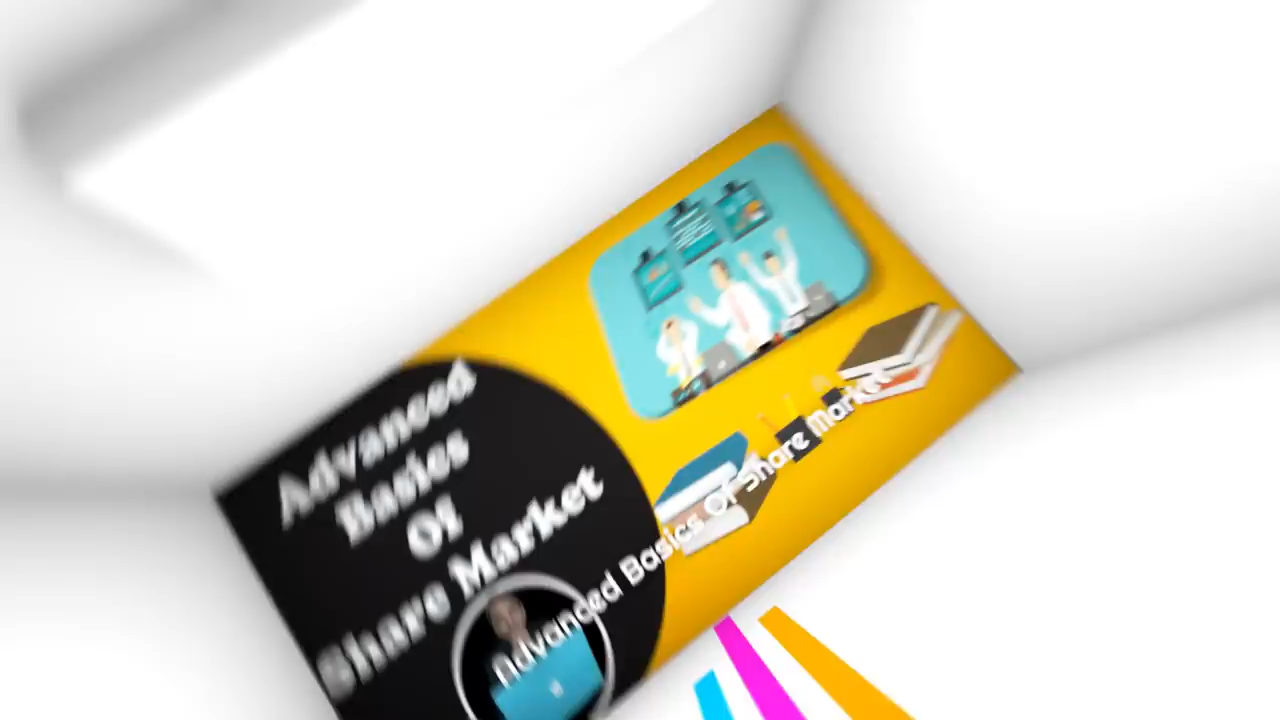 Advanced
Basics
Of
Share Market
Advanced Basics Of Share Market